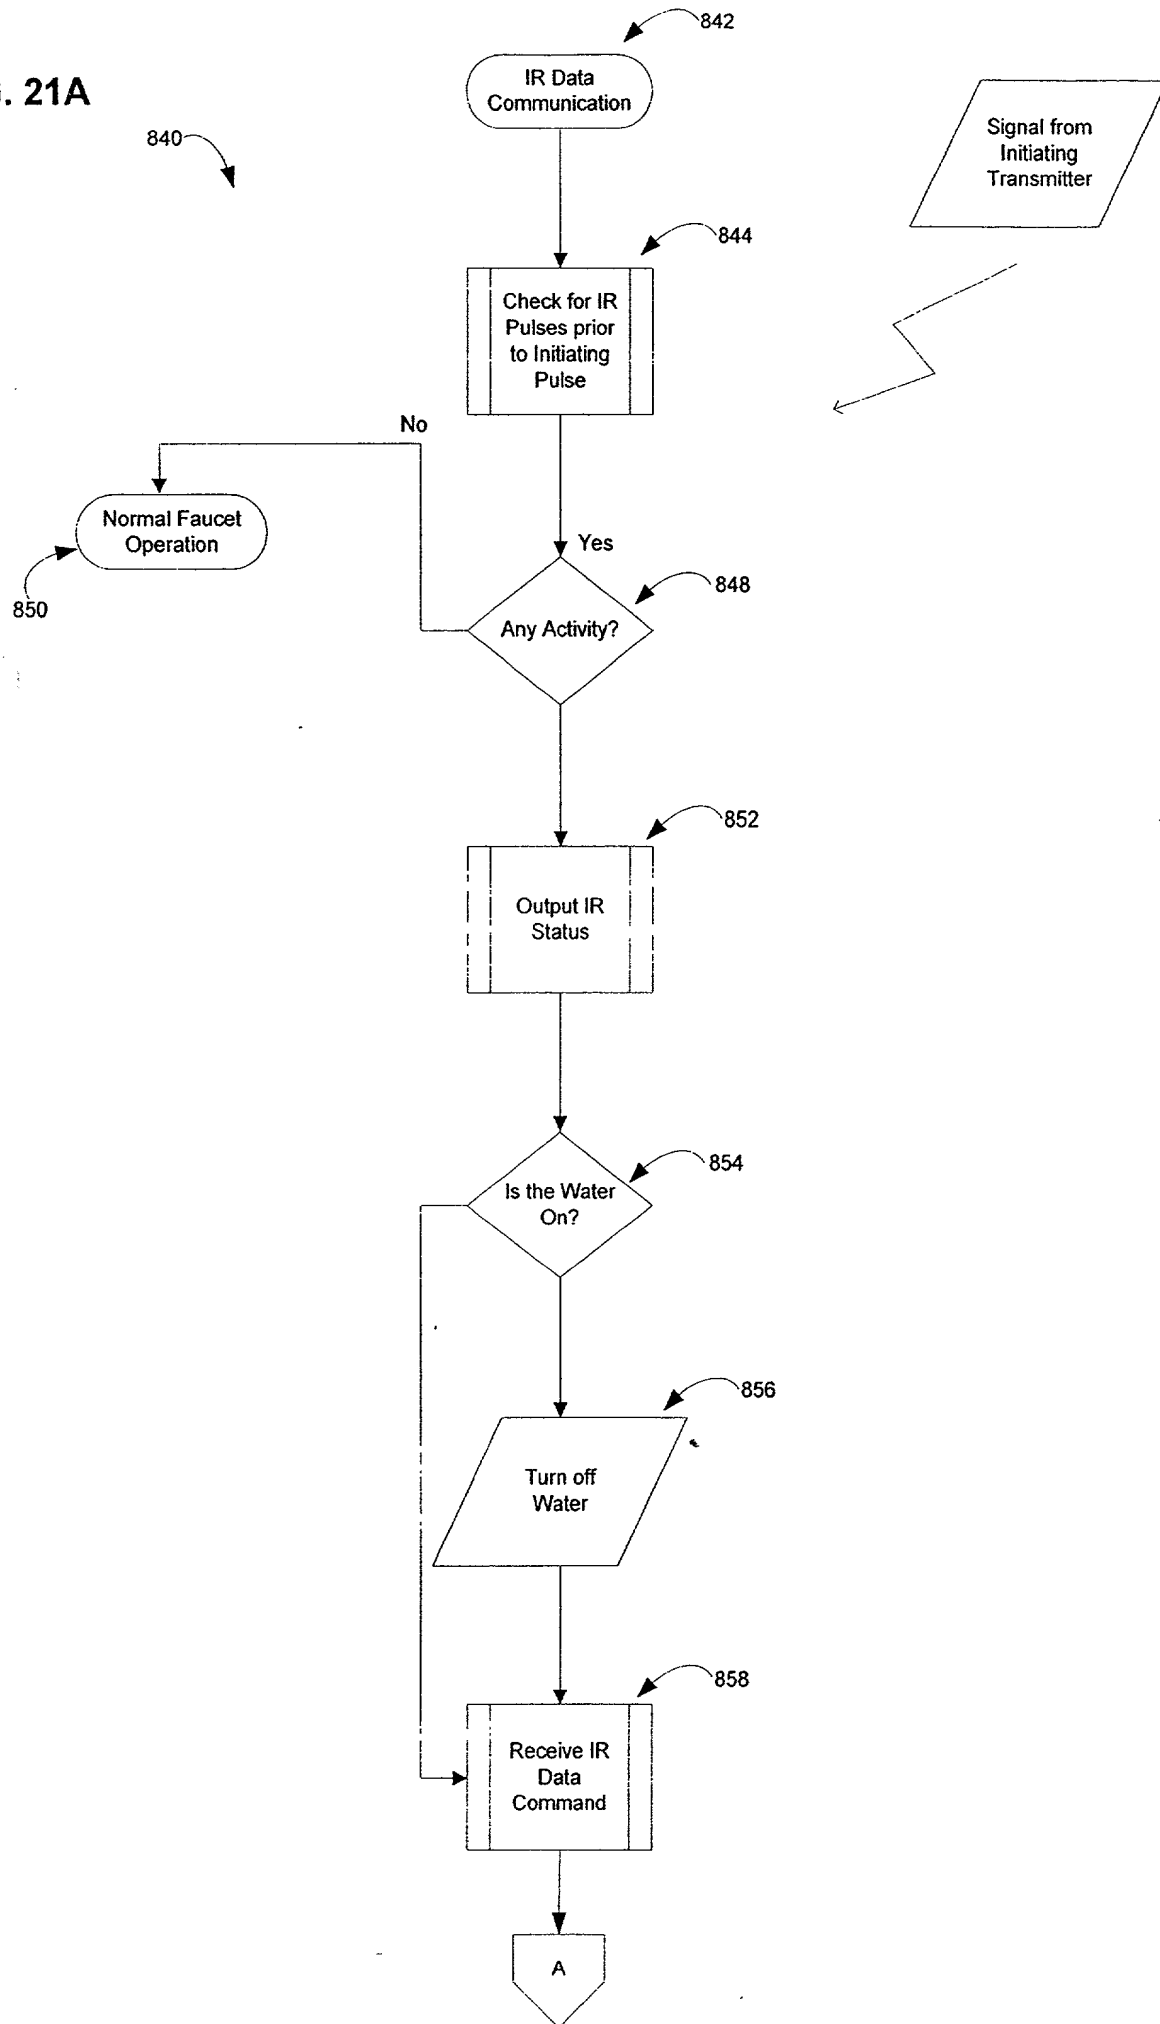 . 21A
840
842
IR Data
Communication
Signal from
Initiating
Transmitter
844
Check for IR
Pulses prior
to Initiating
Pulse
No
Normal Faucet
Operation
850
Yes
848
Any Activity?
852
Output IR
Status
854
Is the Water
On?
856
Turn off
Water
858
Receive IR
Data
Command
A